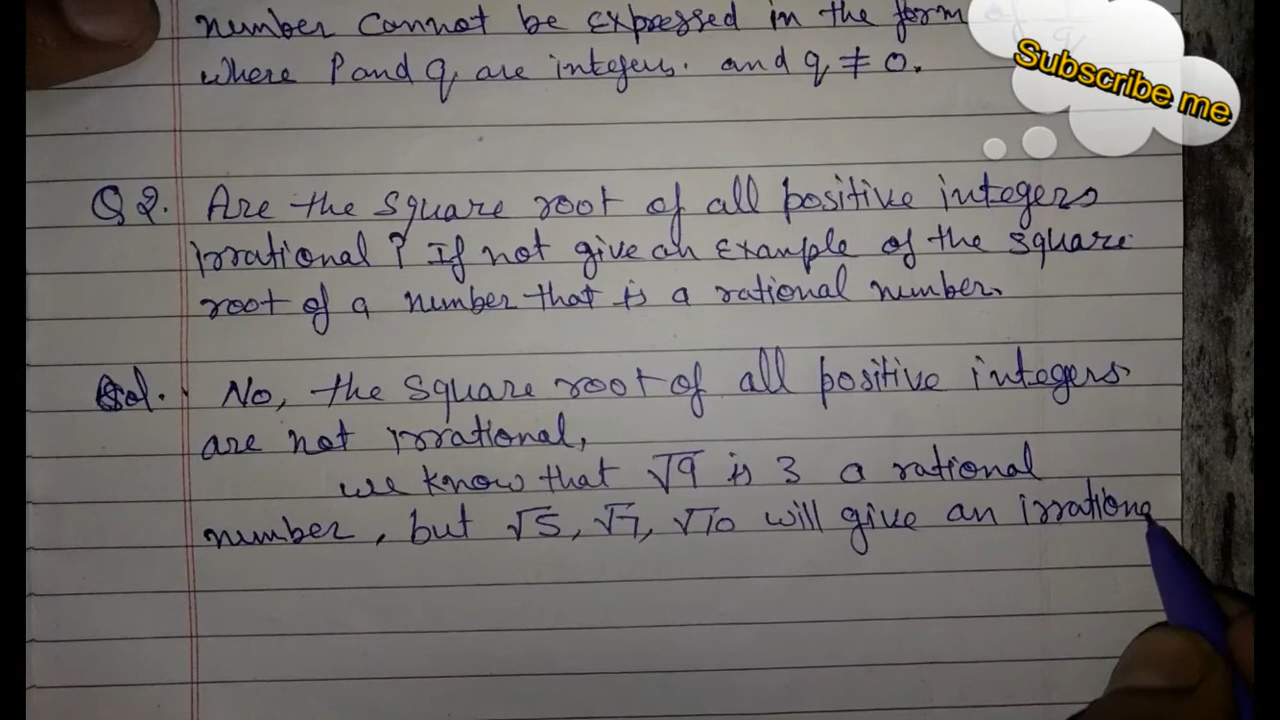 number cannot be expressed in the form of
where P and q are integers. and q ≠ 0.
Subscribe me
Q 2. Are the square root of all positive integers
irrational ? If not give an example of the square
root of a number that is a rational number.
Sol. No, the square root of all positive integers
are not irrational,
we know that √9 is 3 a rational
number, but √5, √7, √10 will give an irrationa